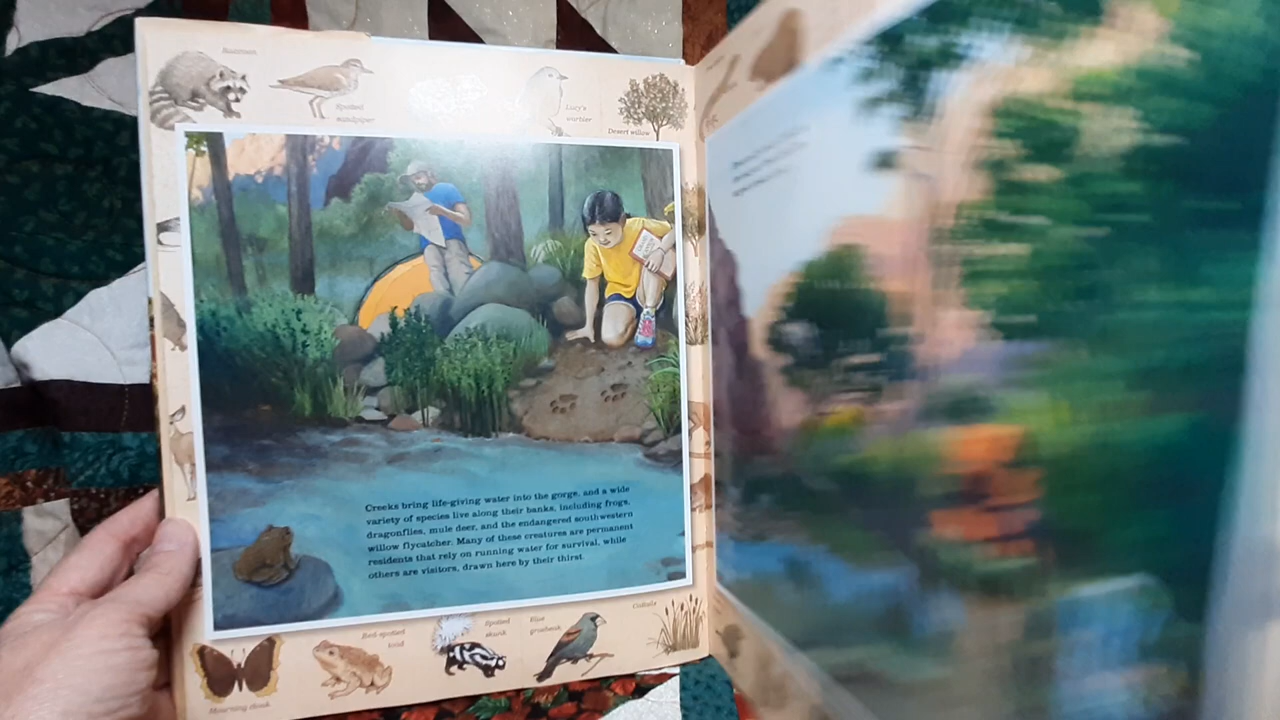 Raccoon
Spotted
sandpiper
Lucy's
warbler
Desert willow
Creeks bring life-giving water into the gorge, and a wide
variety of species live along their banks, including frogs,
dragonflies, mule deer, and the endangered southwestern
willow flycatcher. Many of these creatures are permanent
residents that rely on running water for survival, while
others are visitors, drawn here by their thirst.
Mourning cloak
Red-spotted
toad
Spotted
skunk
Blue
grosbeak
Cattails